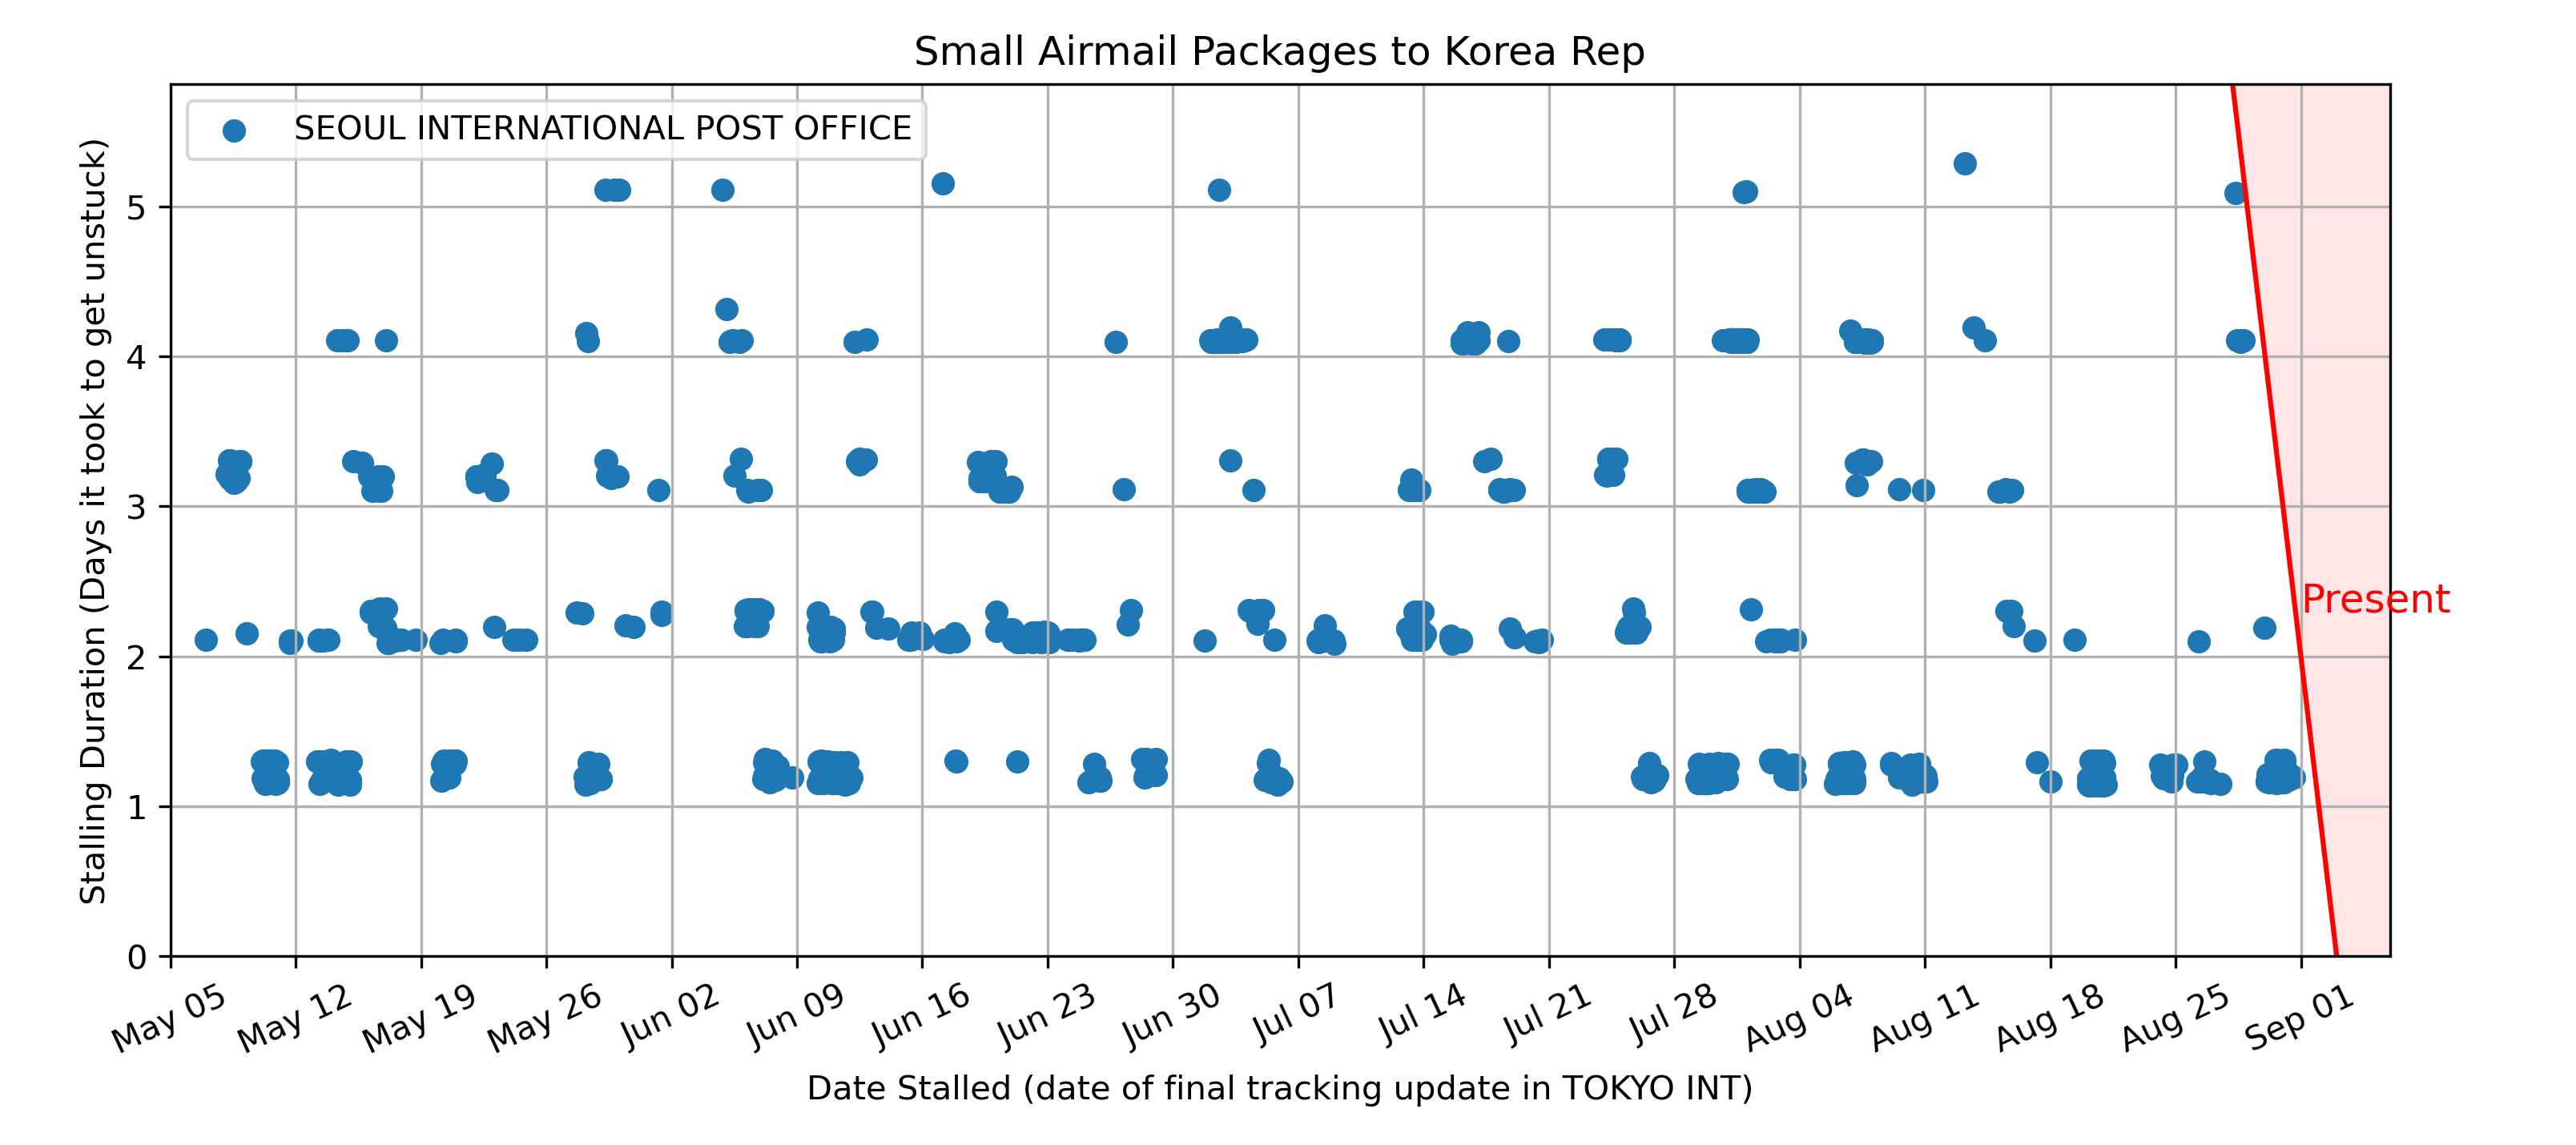 Small Airmail Packages to Korea Rep
SEOUL INTERNATIONAL POST OFFICE
Stalling Duration (Days it took to get unstuck)
5
4
3
2
1
0
Present
May 05
May 12
May 19
May 26
Jun 02
Jun 09
Jun 16
Jun 23
Jun 30
Jul 07
Jul 14
Jul 21
Jul 28
Aug 04
Aug 11
Aug 18
Aug 25
Sep 01
Date Stalled (date of final tracking update in TOKYO INT)